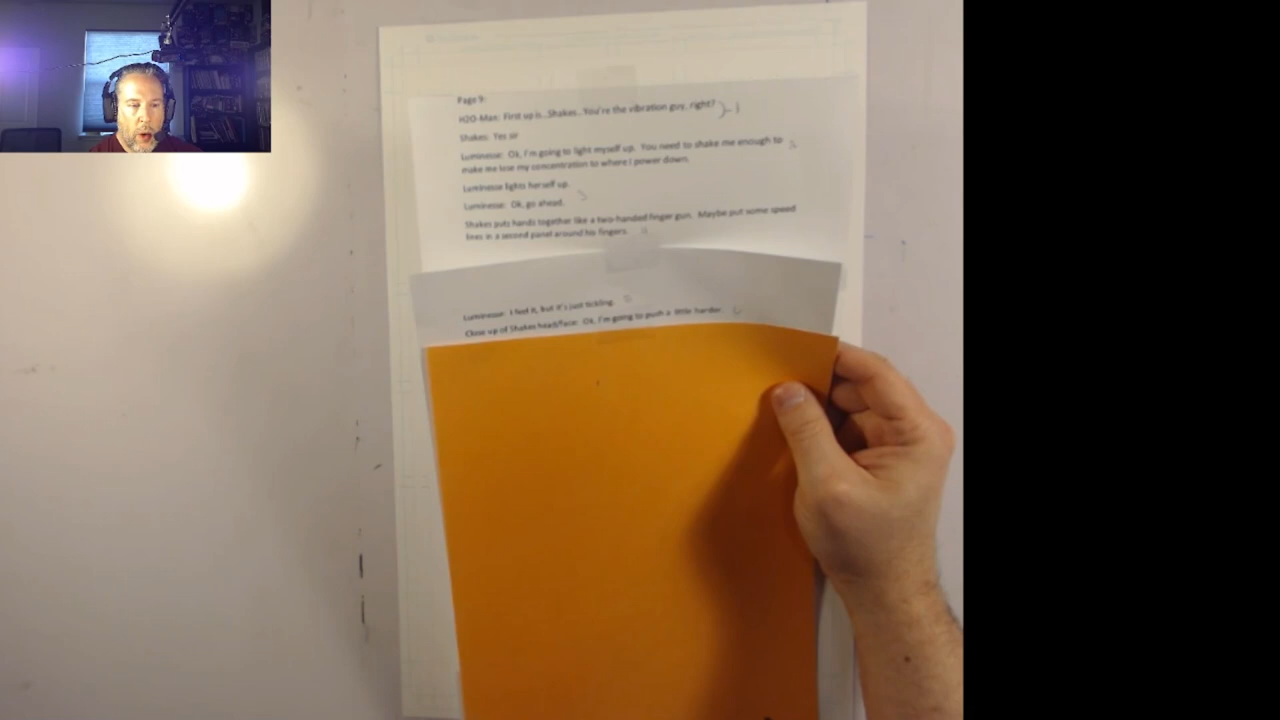 Page 9:
H2O-Man: First up is...Shakes...You're the vibration guy, right?
Shakes: Yes sir
Luminesse: Ok, I'm going to light myself up. You need to shake me enough to
make me lose my concentration to where I power down.
Luminesse lights herself up.
Luminesse: Ok, go ahead.
Shakes puts hands together like a two-handed finger gun. Maybe put some speed
lines in a second panel around his fingers.
Luminesse: I feel it, but it's just tickling.
Close up of Shakes head/face: Ok, I'm going to push a little harder.